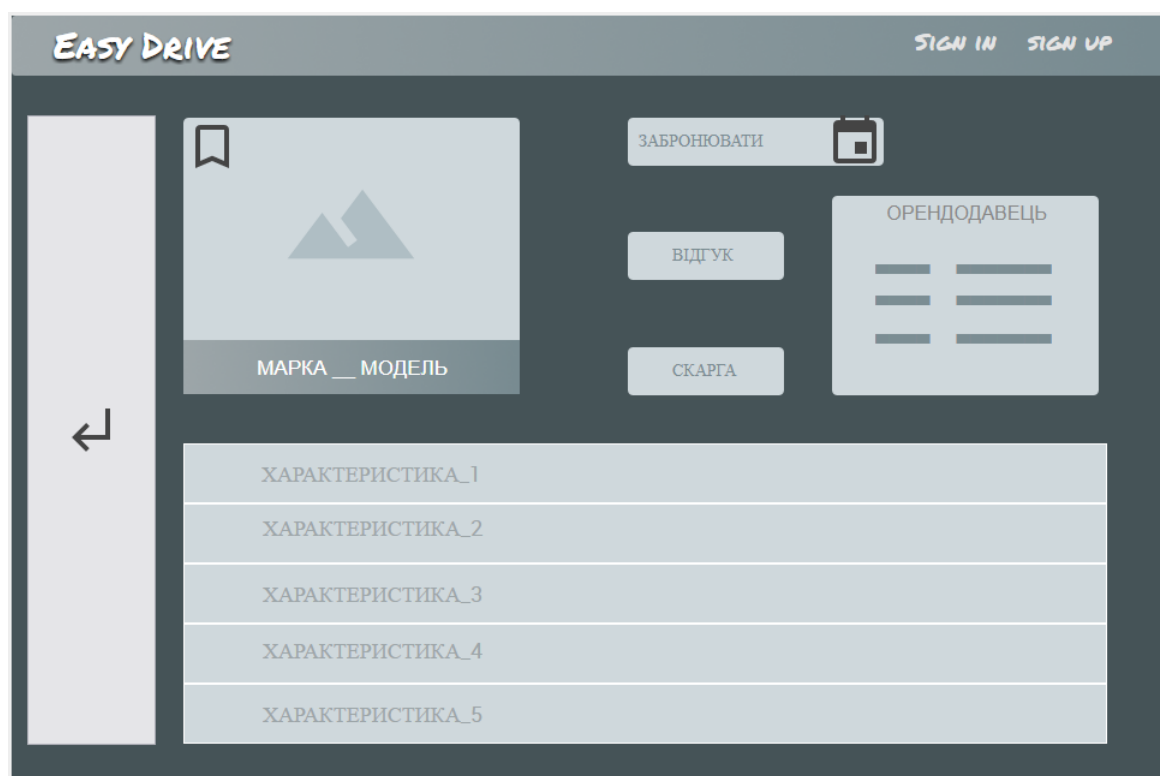 EASY DRIVE
SIGN IN SIGN UP
ЗАБРОНЮВАТИ
ОРЕНДОДАВЕЦЬ
ВІДГУК
МАРКА __ МОДЕЛЬ
СКАРГА
ХАРАКТЕРИСТИКА_1
ХАРАКТЕРИСТИКА_2
ХАРАКТЕРИСТИКА_3
ХАРАКТЕРИСТИКА_4
ХАРАКТЕРИСТИКА_5